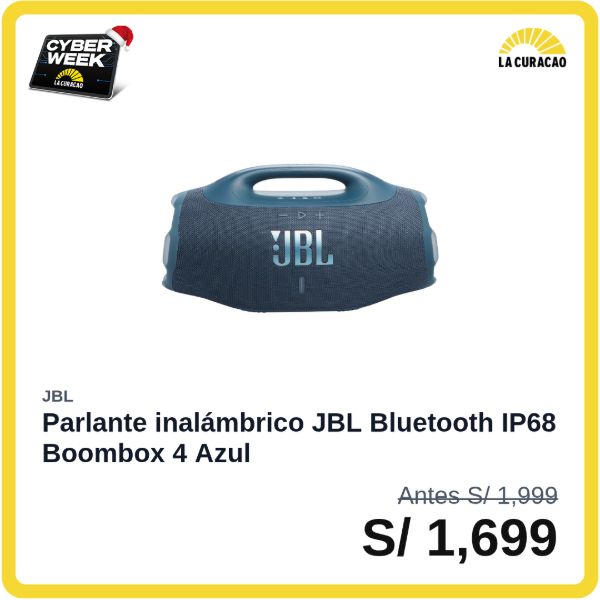 CYBER
WEEK
LA CURACAO
LA CURACAO
JBL
JBL
Parlante inalámbrico JBL Bluetooth IP68
Boombox 4 Azul
Antes S/ 1,999
S/ 1,699